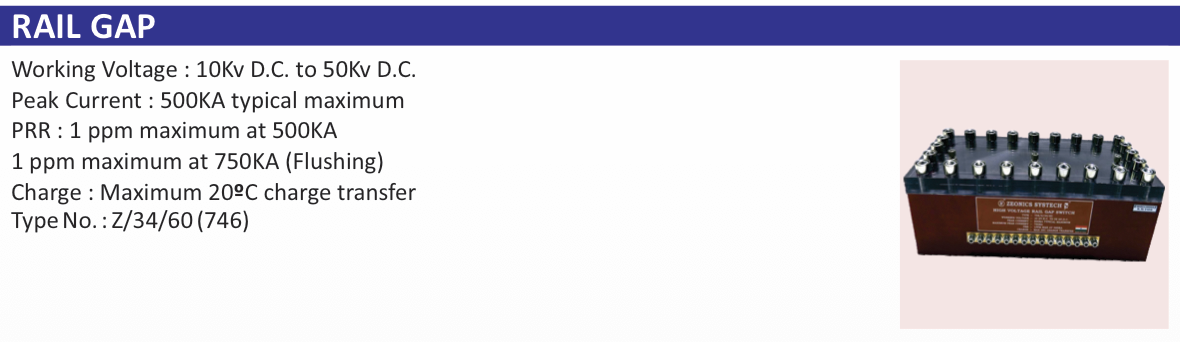 RAIL GAP
Working Voltage : 10Kv D.C. to 50Kv D.C.
Peak Current : 500KA typical maximum
PRR : 1 ppm maximum at 500KA
1 ppm maximum at 750KA (Flushing)
Charge : Maximum 20ºC charge transfer
Type No. : Z/34/60 (746)
ZEONICS SYSTECH
HIGH VOLTAGE RAIL GAP SWITCH